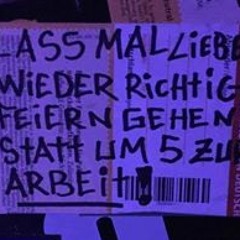 ASS MAL LIEBE
WIEDER RICHTIG
FEIERN GEHEN
STATT UM 5 ZU
ARBEIT!